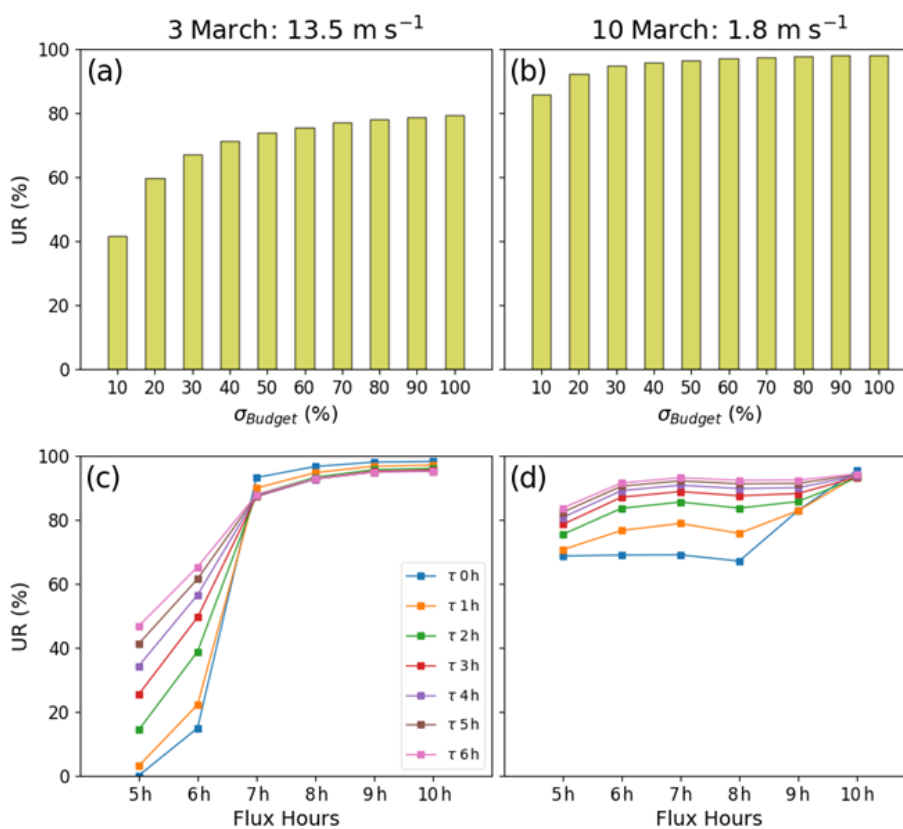 3 March: 13.5 m s⁻¹
10 March: 1.8 m s⁻¹
(a)
(b)
UR (%)
100
80
60
40
20
0
10 20 30 40 50 60 70 80 90 100
10 20 30 40 50 60 70 80 90 100
σBudget (%)
σBudget (%)
(c)
(d)
UR (%)
100
80
60
40
20
0
τ 0h
τ 1h
τ 2h
τ 3h
τ 4h
τ 5h
τ 6h
5h 6h 7h 8h 9h 10h
5h 6h 7h 8h 9h 10h
Flux Hours
Flux Hours